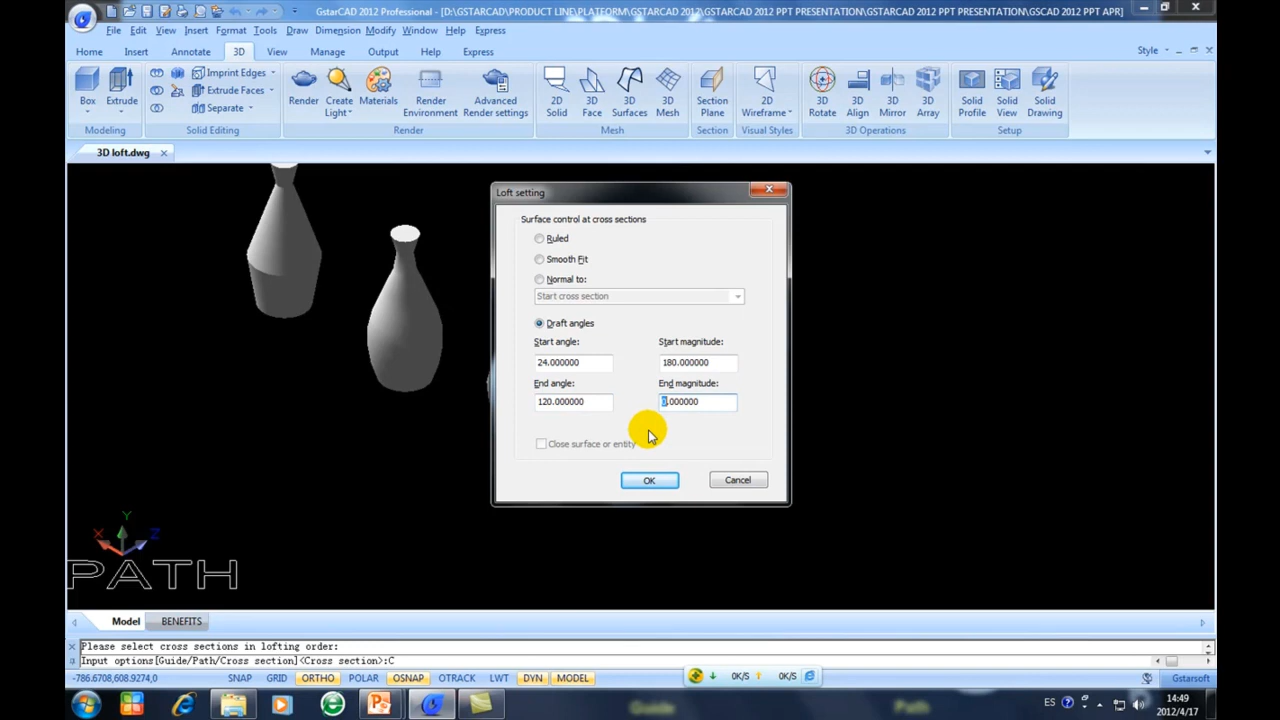 GstarCAD 2012 Professional - [D:\GSTARCAD\PRODUCT LINE\PLATFORM\GSTARCAD 2012\GSTARCAD 2012 PPT PRESENTATION\GSTARCAD 2012 PPT PRESENTATION\GSCAD 2012 PPT APR]
File Edit View Insert Format Tools Draw Dimension Modify Window Help Express
Home Insert Annotate 3D View Manage Output Help Express Style
Imprint Edges
Extrude Faces
Separate
Box Extrude Render Create Light Materials Render Environment Advanced Render settings 2D Solid 3D Face 3D Surfaces 3D Mesh Section Plane 2D Wireframe 3D Rotate 3D Align 3D Mirror 3D Array Solid Profile Solid View Solid Drawing
Modeling Solid Editing Render Mesh Section Visual Styles 3D Operations Setup
3D loft.dwg
Loft setting
Surface control at cross sections
Ruled
Smooth Fit
Normal to:
Start cross section
Draft angles
Start angle: Start magnitude:
24.000000 180.000000
End angle: End magnitude:
120.000000 0.000000
Close surface or entity
OK Cancel
Y
X Z
PATH
Model BENEFITS
Please select cross sections in lofting order:
Input options[Guide/Path/Cross section]<Cross section>:C
-786.6708,608.9274,0 SNAP GRID ORTHO POLAR OSNAP OTRACK LWT DYN MODEL 0K/S 0K/S Gstarsoft
ES 14:49
2012/4/17
Guide Path